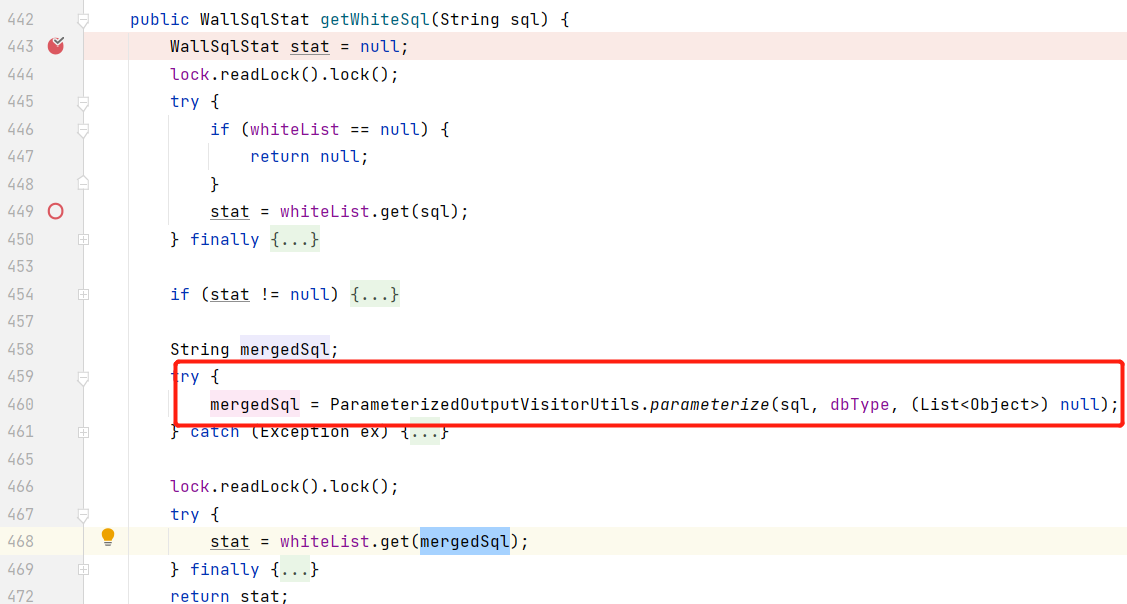 442 public WallSqlStat getWhiteSql(String sql) {
443 WallSqlStat stat = null;
444 lock.readLock().lock();
445 try {
446 if (whiteList == null) {
447 return null;
448 }
449 stat = whiteList.get(sql);
450 } finally {...}
453
454 if (stat != null) {...}
457
458 String mergedSql;
459 try {
460 mergedSql = ParameterizedOutputVisitorUtils.parameterize(sql, dbType, (List<Object>) null);
461 } catch (Exception ex) {...}
465
466 lock.readLock().lock();
467 try {
468 stat = whiteList.get(mergedSql);
469 } finally {...}
472 return stat;